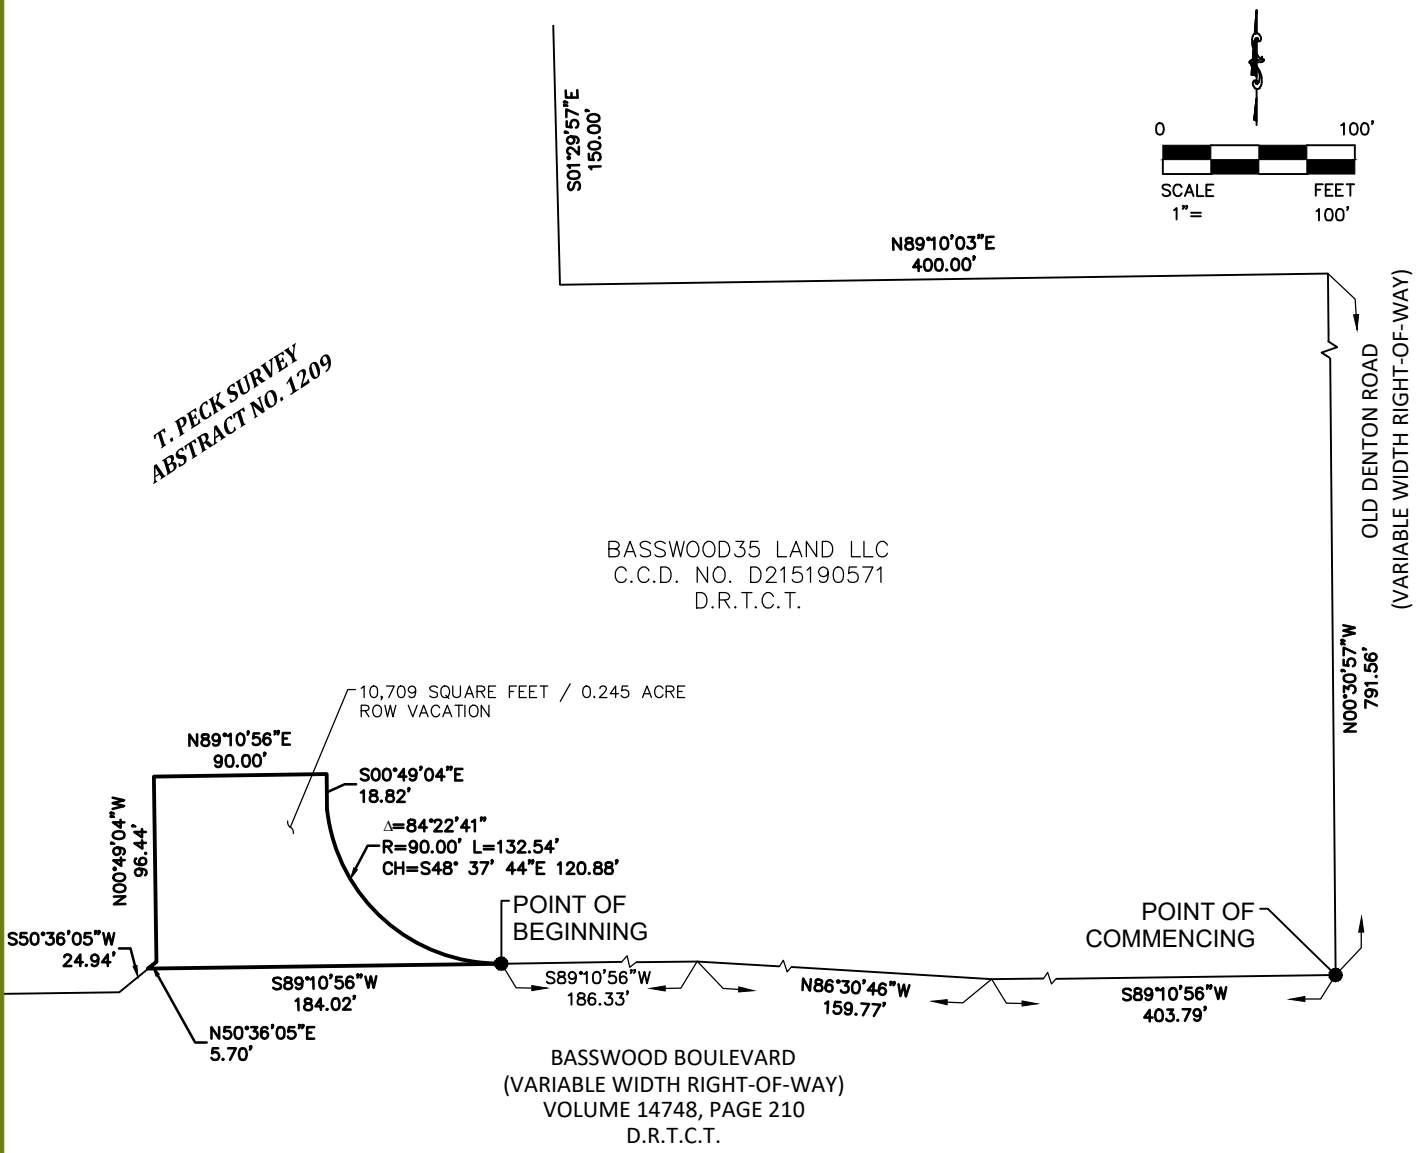 S01°29'57"E
150.00'
0 100'
SCALE FEET
1"= 100'
N89°10'03"E
400.00'
OLD DENTON ROAD
(VARIABLE WIDTH RIGHT-OF-WAY)
T. PECK SURVEY
ABSTRACT NO. 1209
BASSWOOD35 LAND LLC
C.C.D. NO. D215190571
D.R.T.C.T.
N00°30'57"W
791.56'
10,709 SQUARE FEET / 0.245 ACRE
ROW VACATION
N89°10'56"E
90.00'
S00°49'04"E
18.82'
N00°49'04"W
96.44'
Δ=84°22'41"
R=90.00' L=132.54'
CH=S48° 37' 44"E 120.88'
POINT OF
BEGINNING
POINT OF
COMMENCING
S50°36'05"W
24.94'
S89°10'56"W
184.02'
S89°10'56"W
186.33'
N86°30'46"W
159.77'
S89°10'56"W
403.79'
N50°36'05"E
5.70'
BASSWOOD BOULEVARD
(VARIABLE WIDTH RIGHT-OF-WAY)
VOLUME 14748, PAGE 210
D.R.T.C.T.